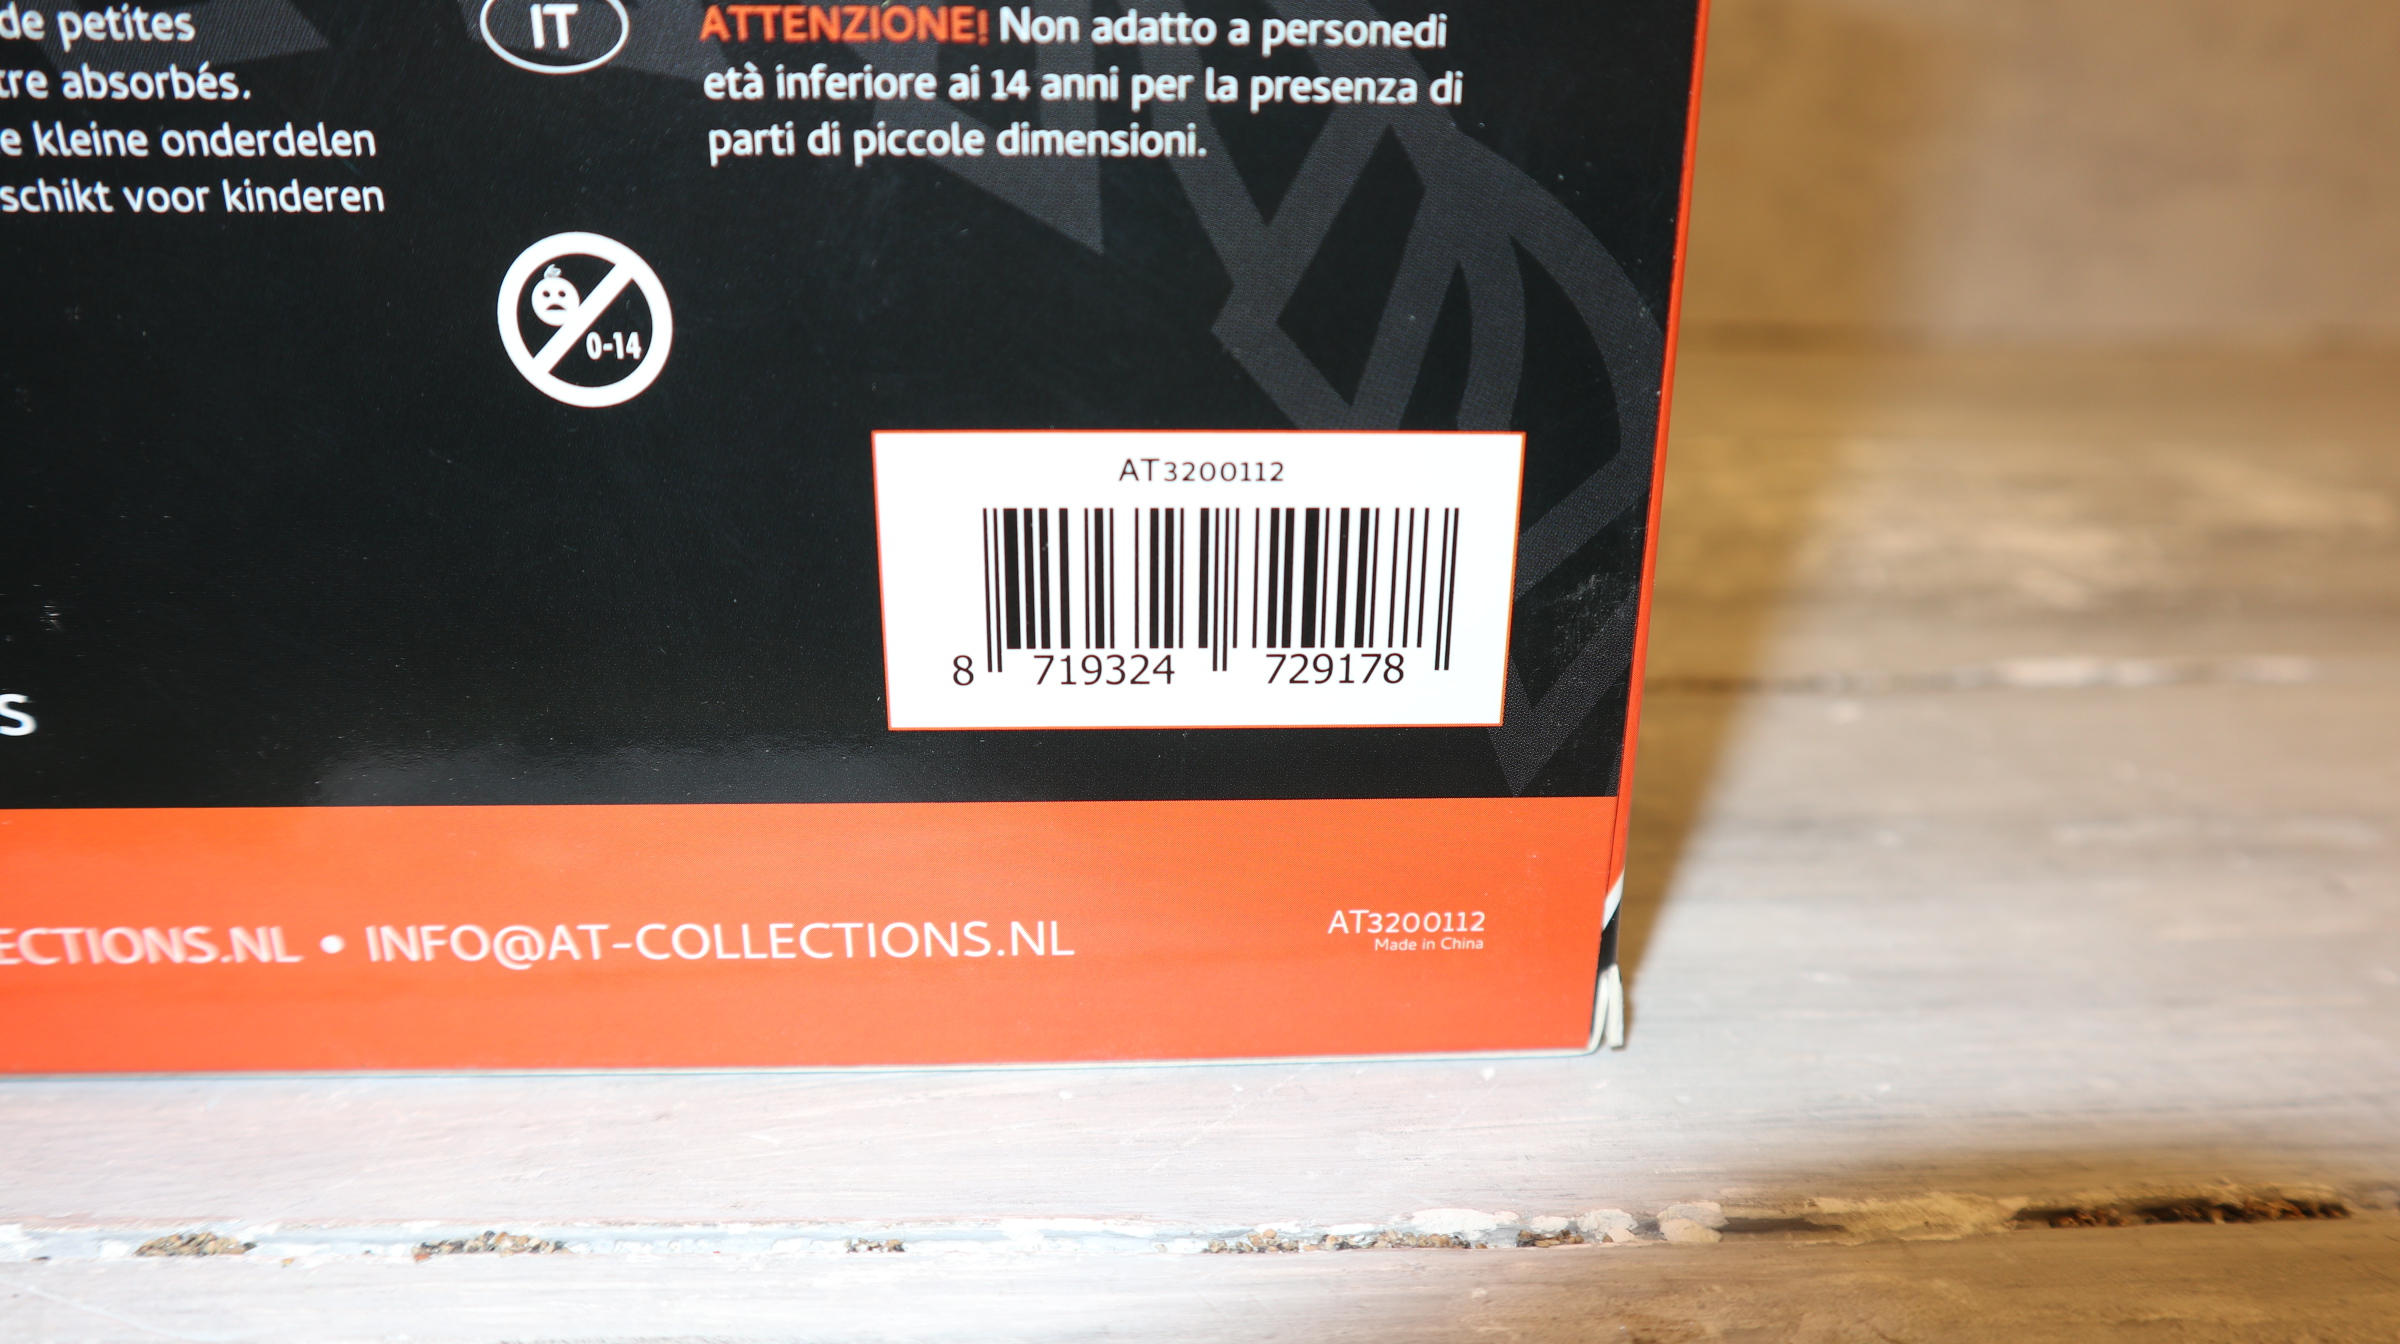 de petites
tre absorbés.
e kleine onderdelen
schikt voor kinderen
IT
ATTENZIONE! Non adatto a personedi
età inferiore ai 14 anni per la presenza di
parti di piccole dimensioni.
0-14
AT3200112
8 719324 729178
S
ECTIONS.NL • INFO@AT-COLLECTIONS.NL
AT3200112
Made in China